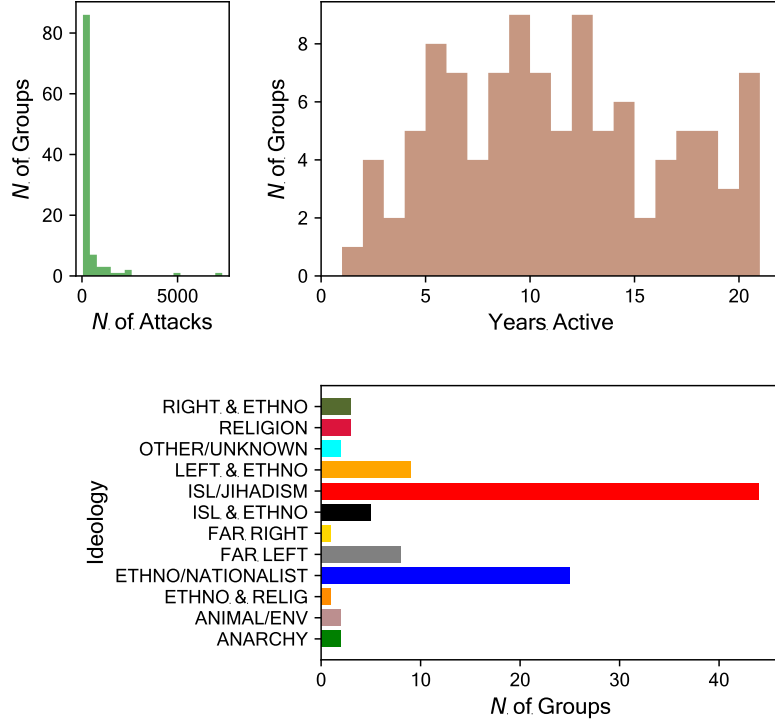 N. of Groups
80
60
40
20
0
0 5000
N. of Attacks
N. of Groups
8
6
4
2
0
0 5 10 15 20
Years Active
Ideology
RIGHT & ETHNO
RELIGION
OTHER/UNKNOWN
LEFT & ETHNO
ISL/JIHADISM
ISL & ETHNO
FAR RIGHT
FAR LEFT
ETHNO/NATIONALIST
ETHNO & RELIG
ANIMAL/ENV
ANARCHY
0 10 20 30 40
N. of Groups